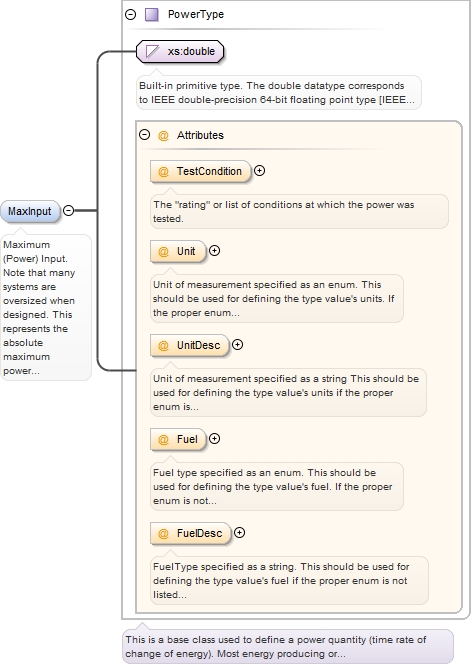 PowerType
xs:double
Built-in primitive type. The double datatype corresponds
to IEEE double-precision 64-bit floating point type [IEEE...
@ Attributes
@ TestCondition
The "rating" or list of conditions at which the power was
tested.
@ Unit
Unit of measurement specified as an enum. This
should be used for defining the type value's units. If
the proper enum...
@ UnitDesc
Unit of measurement specified as a string This should be
used for defining the type value's units if the proper
enum is...
@ Fuel
Fuel type specified as an enum. This should be
used for defining the type value's fuel. If the proper
enum is not...
@ FuelDesc
FuelType specified as a string. This should be used for
defining the type value's fuel if the proper enum is not
listed...
MaxInput
Maximum
(Power) Input.
Note that many
systems are
oversized when
designed. This
represents the
absolute
maximum
power...
This is a base class used to define a power quantity (time rate of
change of energy). Most energy producing or...